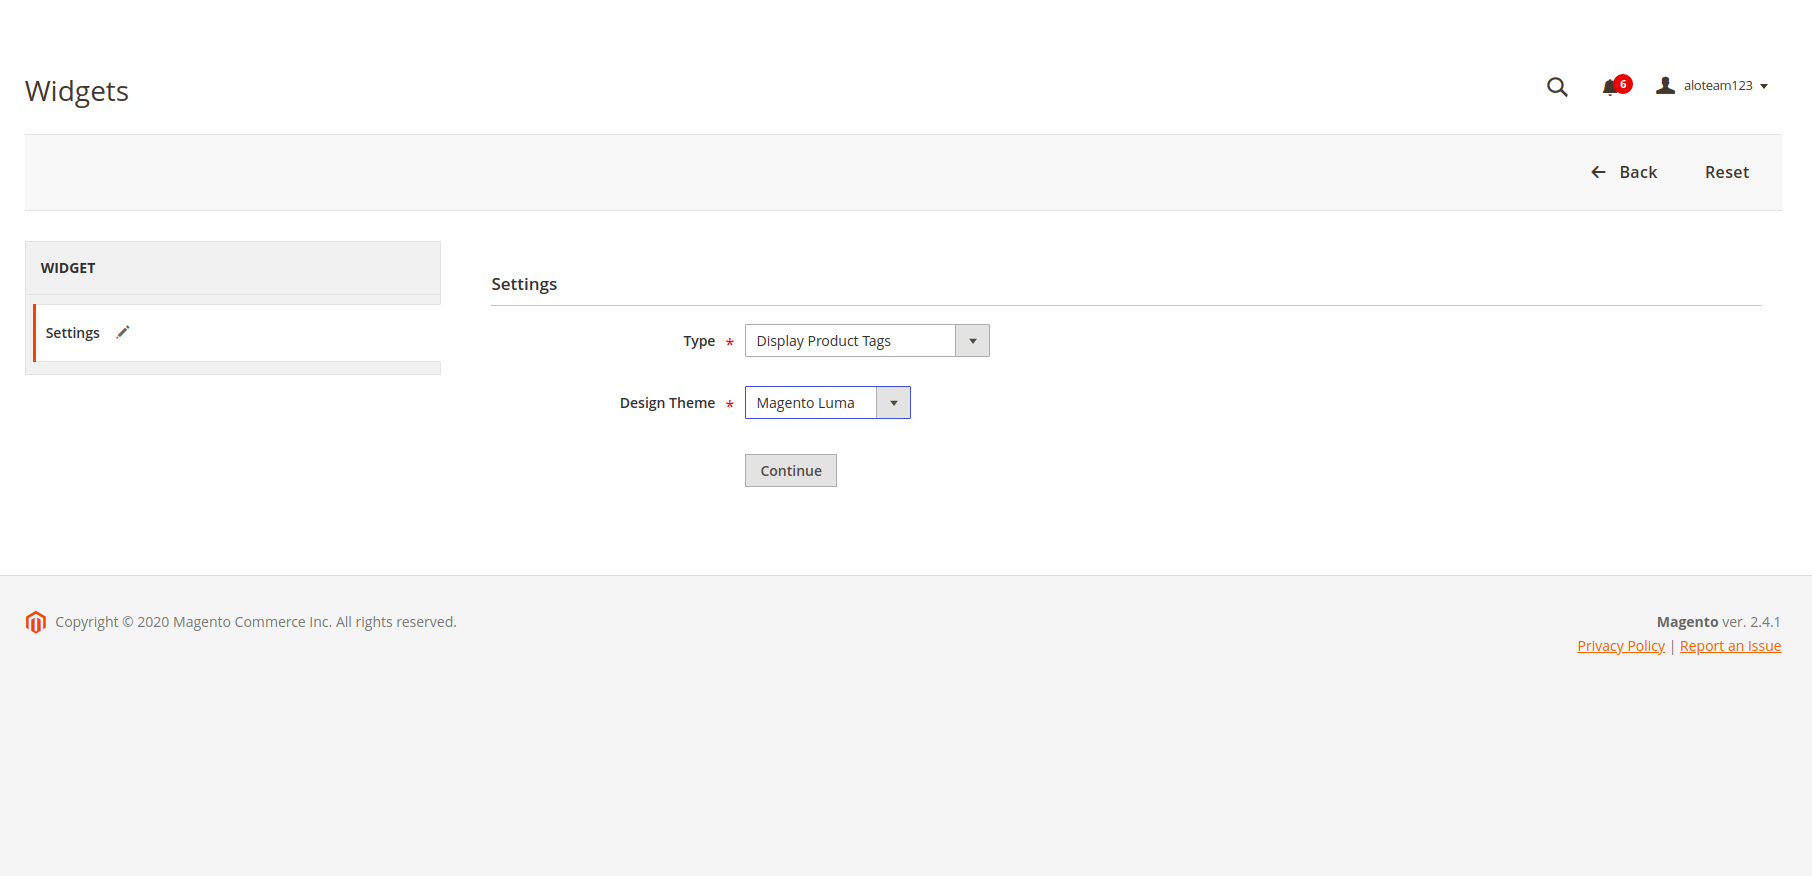 Widgets
6
aloteam123
Back
Reset
WIDGET
Settings
Settings
Type *
Display Product Tags
Design Theme *
Magento Luma
Continue
Copyright © 2020 Magento Commerce Inc. All rights reserved.
Magento ver. 2.4.1
Privacy Policy | Report an Issue